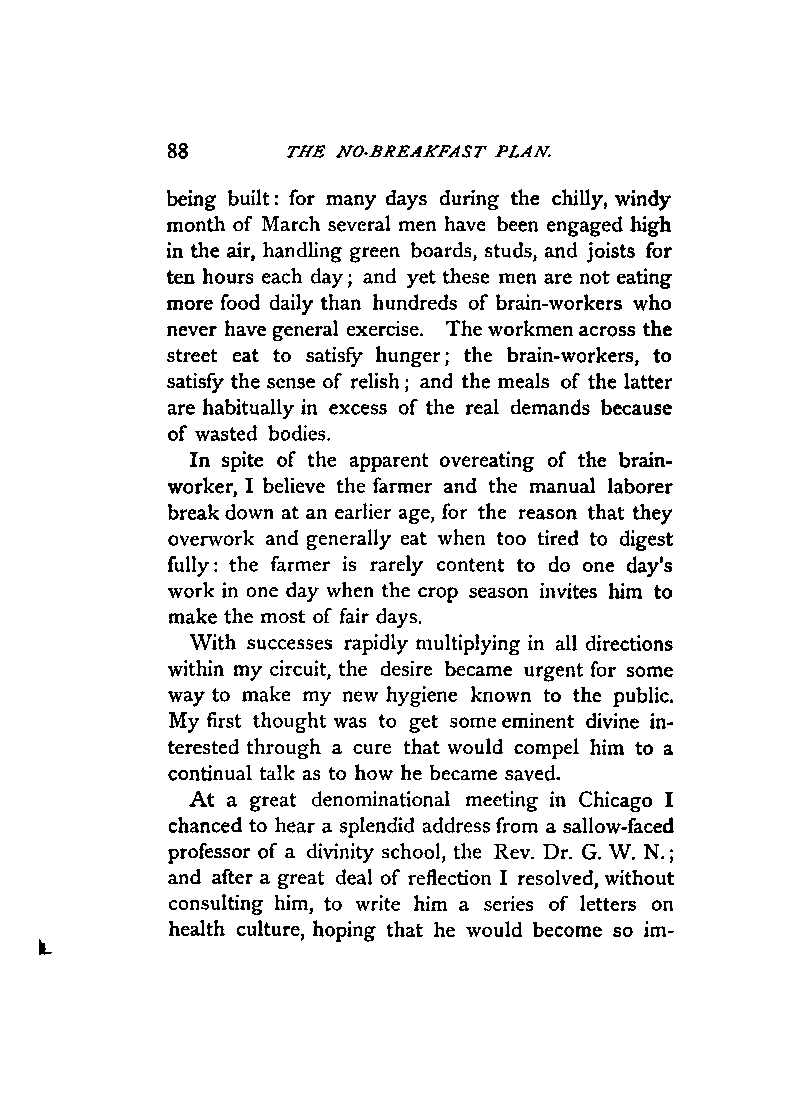 88 THE NO-BREAKFAST PLAN.
being built: for many days during the chilly, windy
month of March several men have been engaged high
in the air, handling green boards, studs, and joists for
ten hours each day; and yet these men are not eating
more food daily than hundreds of brain-workers who
never have general exercise. The workmen across the
street eat to satisfy hunger; the brain-workers, to
satisfy the sense of relish; and the meals of the latter
are habitually in excess of the real demands because
of wasted bodies.
In spite of the apparent overeating of the brain-
worker, I believe the farmer and the manual laborer
break down at an earlier age, for the reason that they
overwork and generally eat when too tired to digest
fully: the farmer is rarely content to do one day's
work in one day when the crop season invites him to
make the most of fair days.
With successes rapidly multiplying in all directions
within my circuit, the desire became urgent for some
way to make my new hygiene known to the public.
My first thought was to get some eminent divine in-
terested through a cure that would compel him to a
continual talk as to how he became saved.
At a great denominational meeting in Chicago I
chanced to hear a splendid address from a sallow-faced
professor of a divinity school, the Rev. Dr. G. W. N.;
and after a great deal of reflection I resolved, without
consulting him, to write him a series of letters on
health culture, hoping that he would become so im-